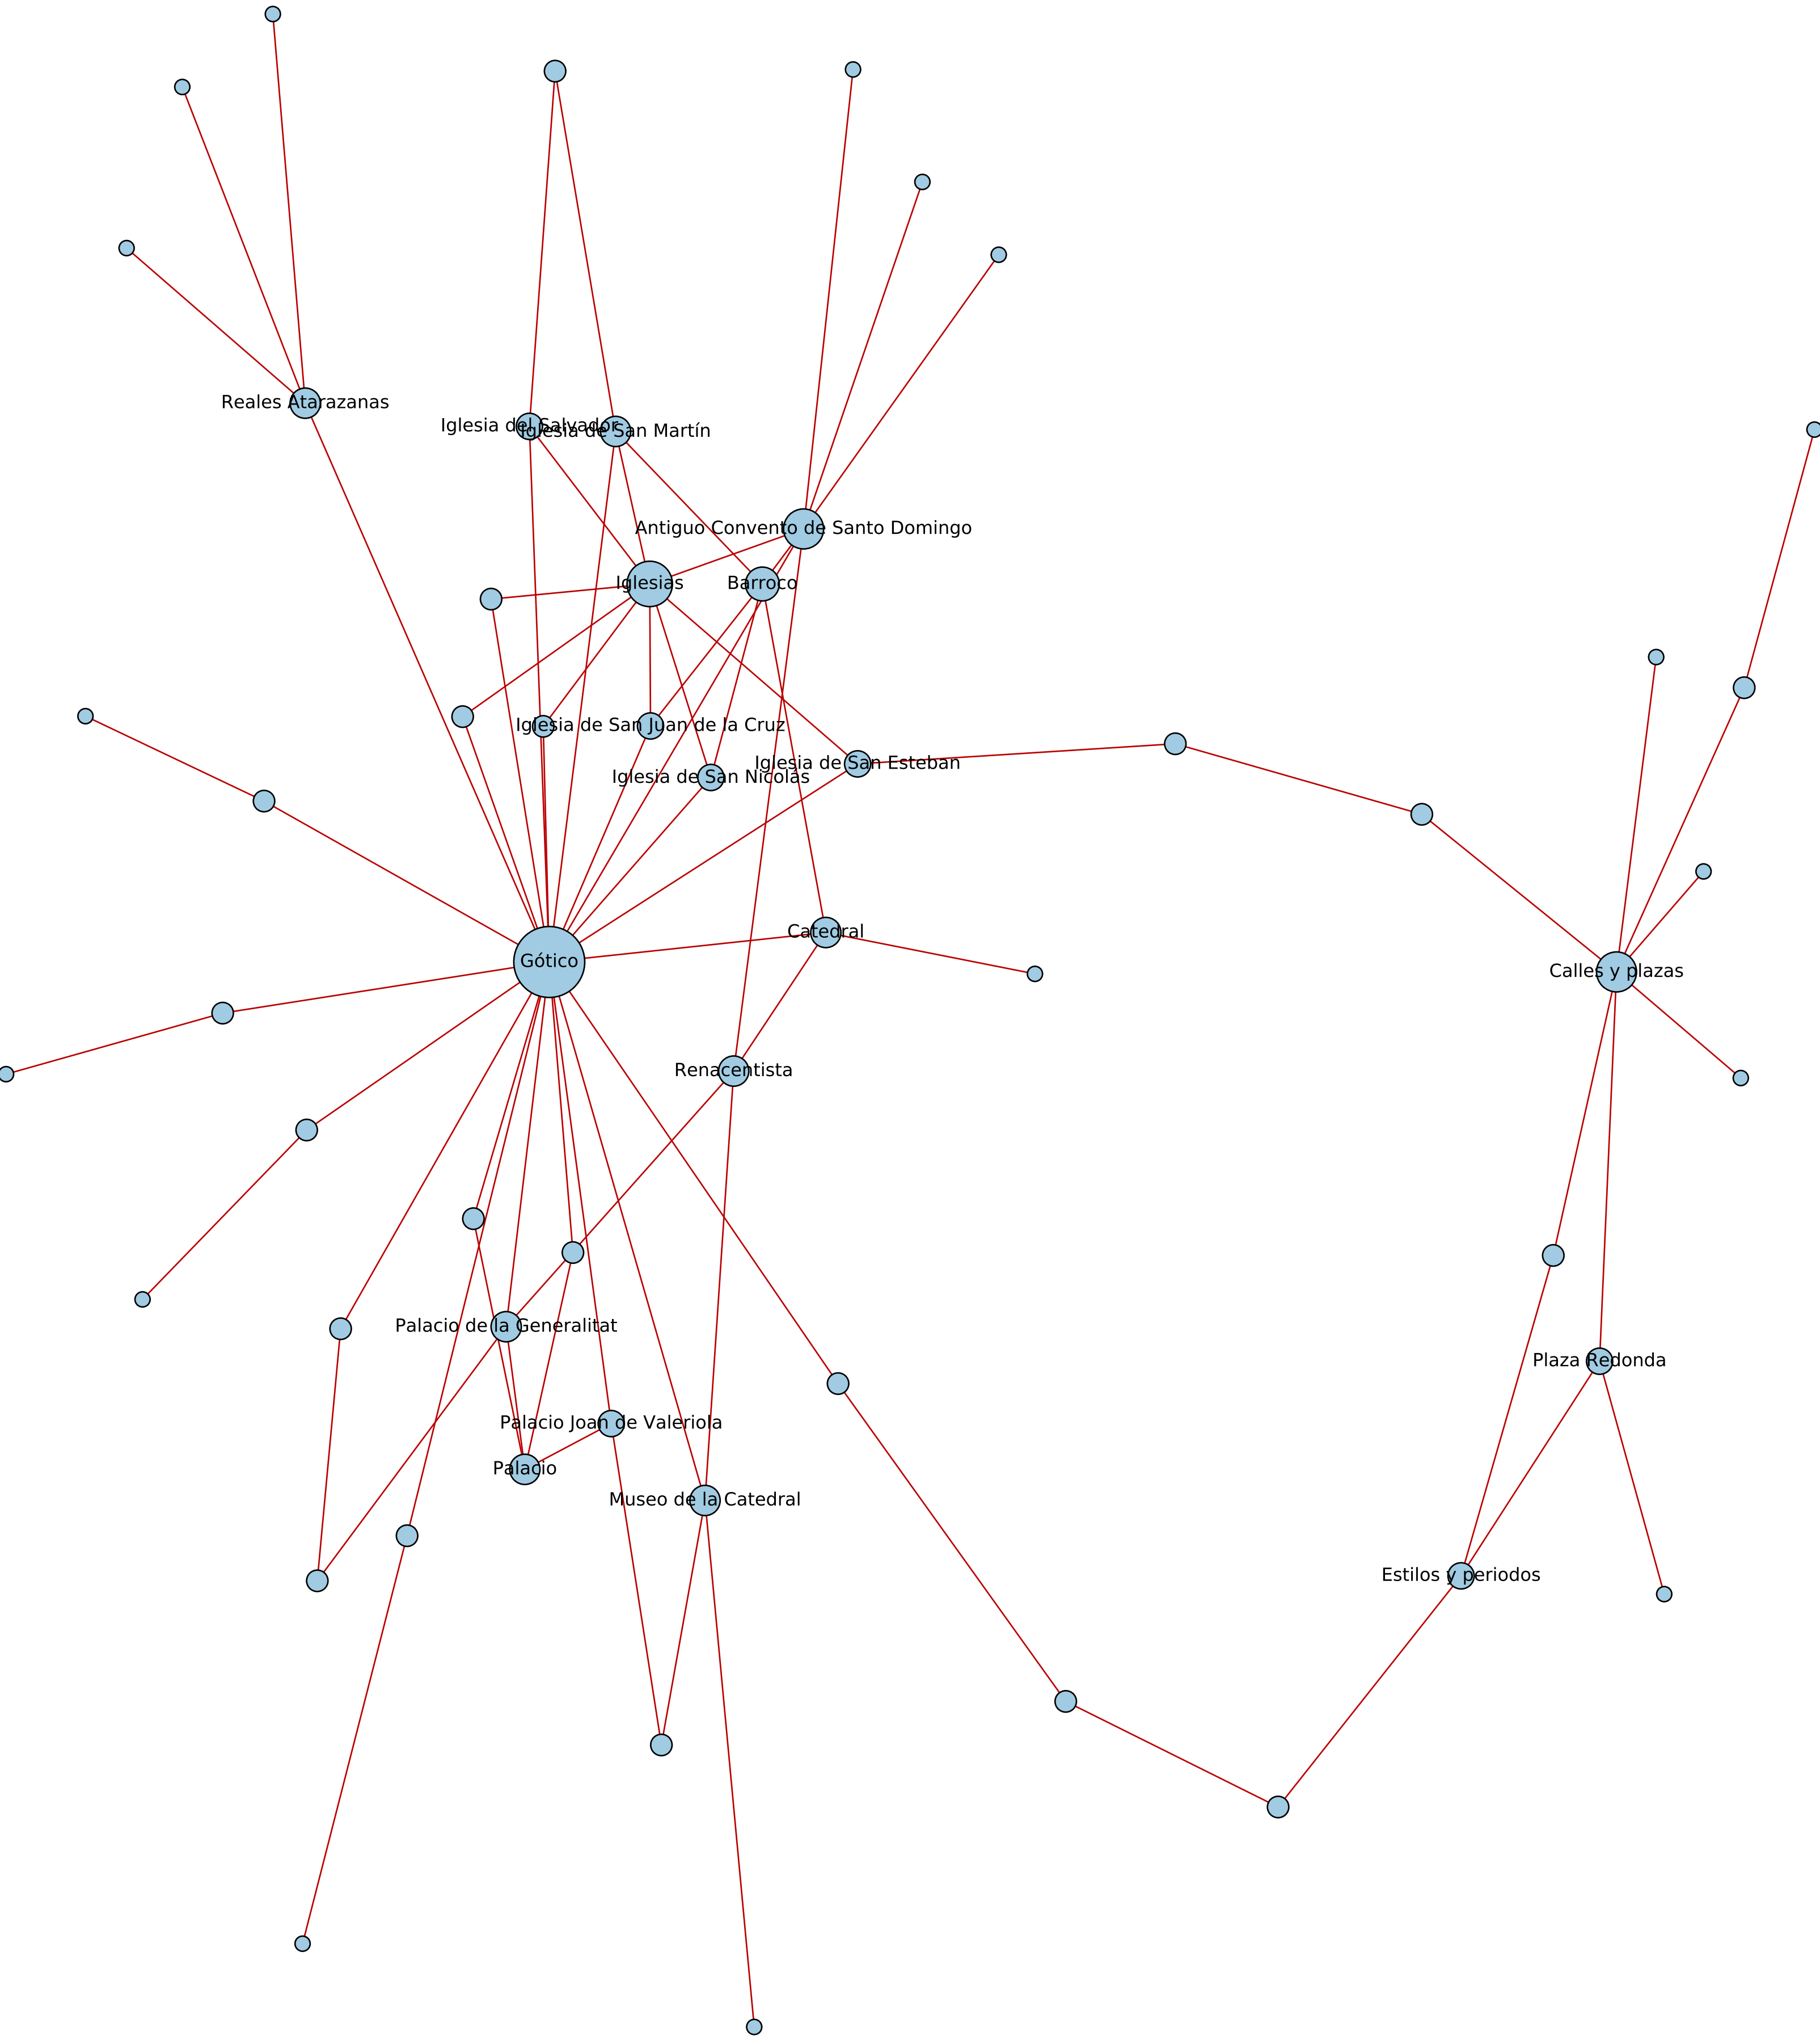 Reales Atarazanas
Iglesia del Salvador
Iglesia de San Martín
Antiguo Convento de Santo Domingo
Iglesias
Barroco
Iglesia de San Juan de la Cruz
Iglesia de San Esteban
Iglesia de San Nicolás
Catedral
Gótico
Calles y plazas
Renacentista
Palacio de la Generalitat
Plaza Redonda
Palacio Joan de Valeriola
Palacio
Museo de la Catedral
Estilos y periodos